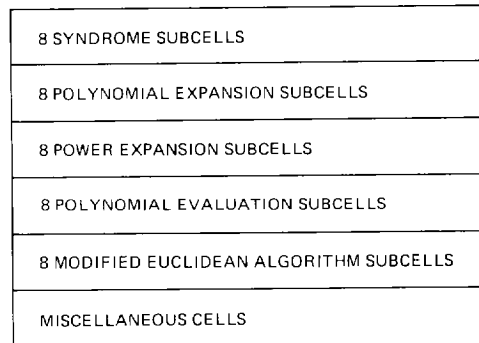 8 SYNDROME SUBCELLS
8 POLYNOMIAL EXPANSION SUBCELLS
8 POWER EXPANSION SUBCELLS
8 POLYNOMIAL EVALUATION SUBCELLS
8 MODIFIED EUCLIDEAN ALGORITHM SUBCELLS
MISCELLANEOUS CELLS